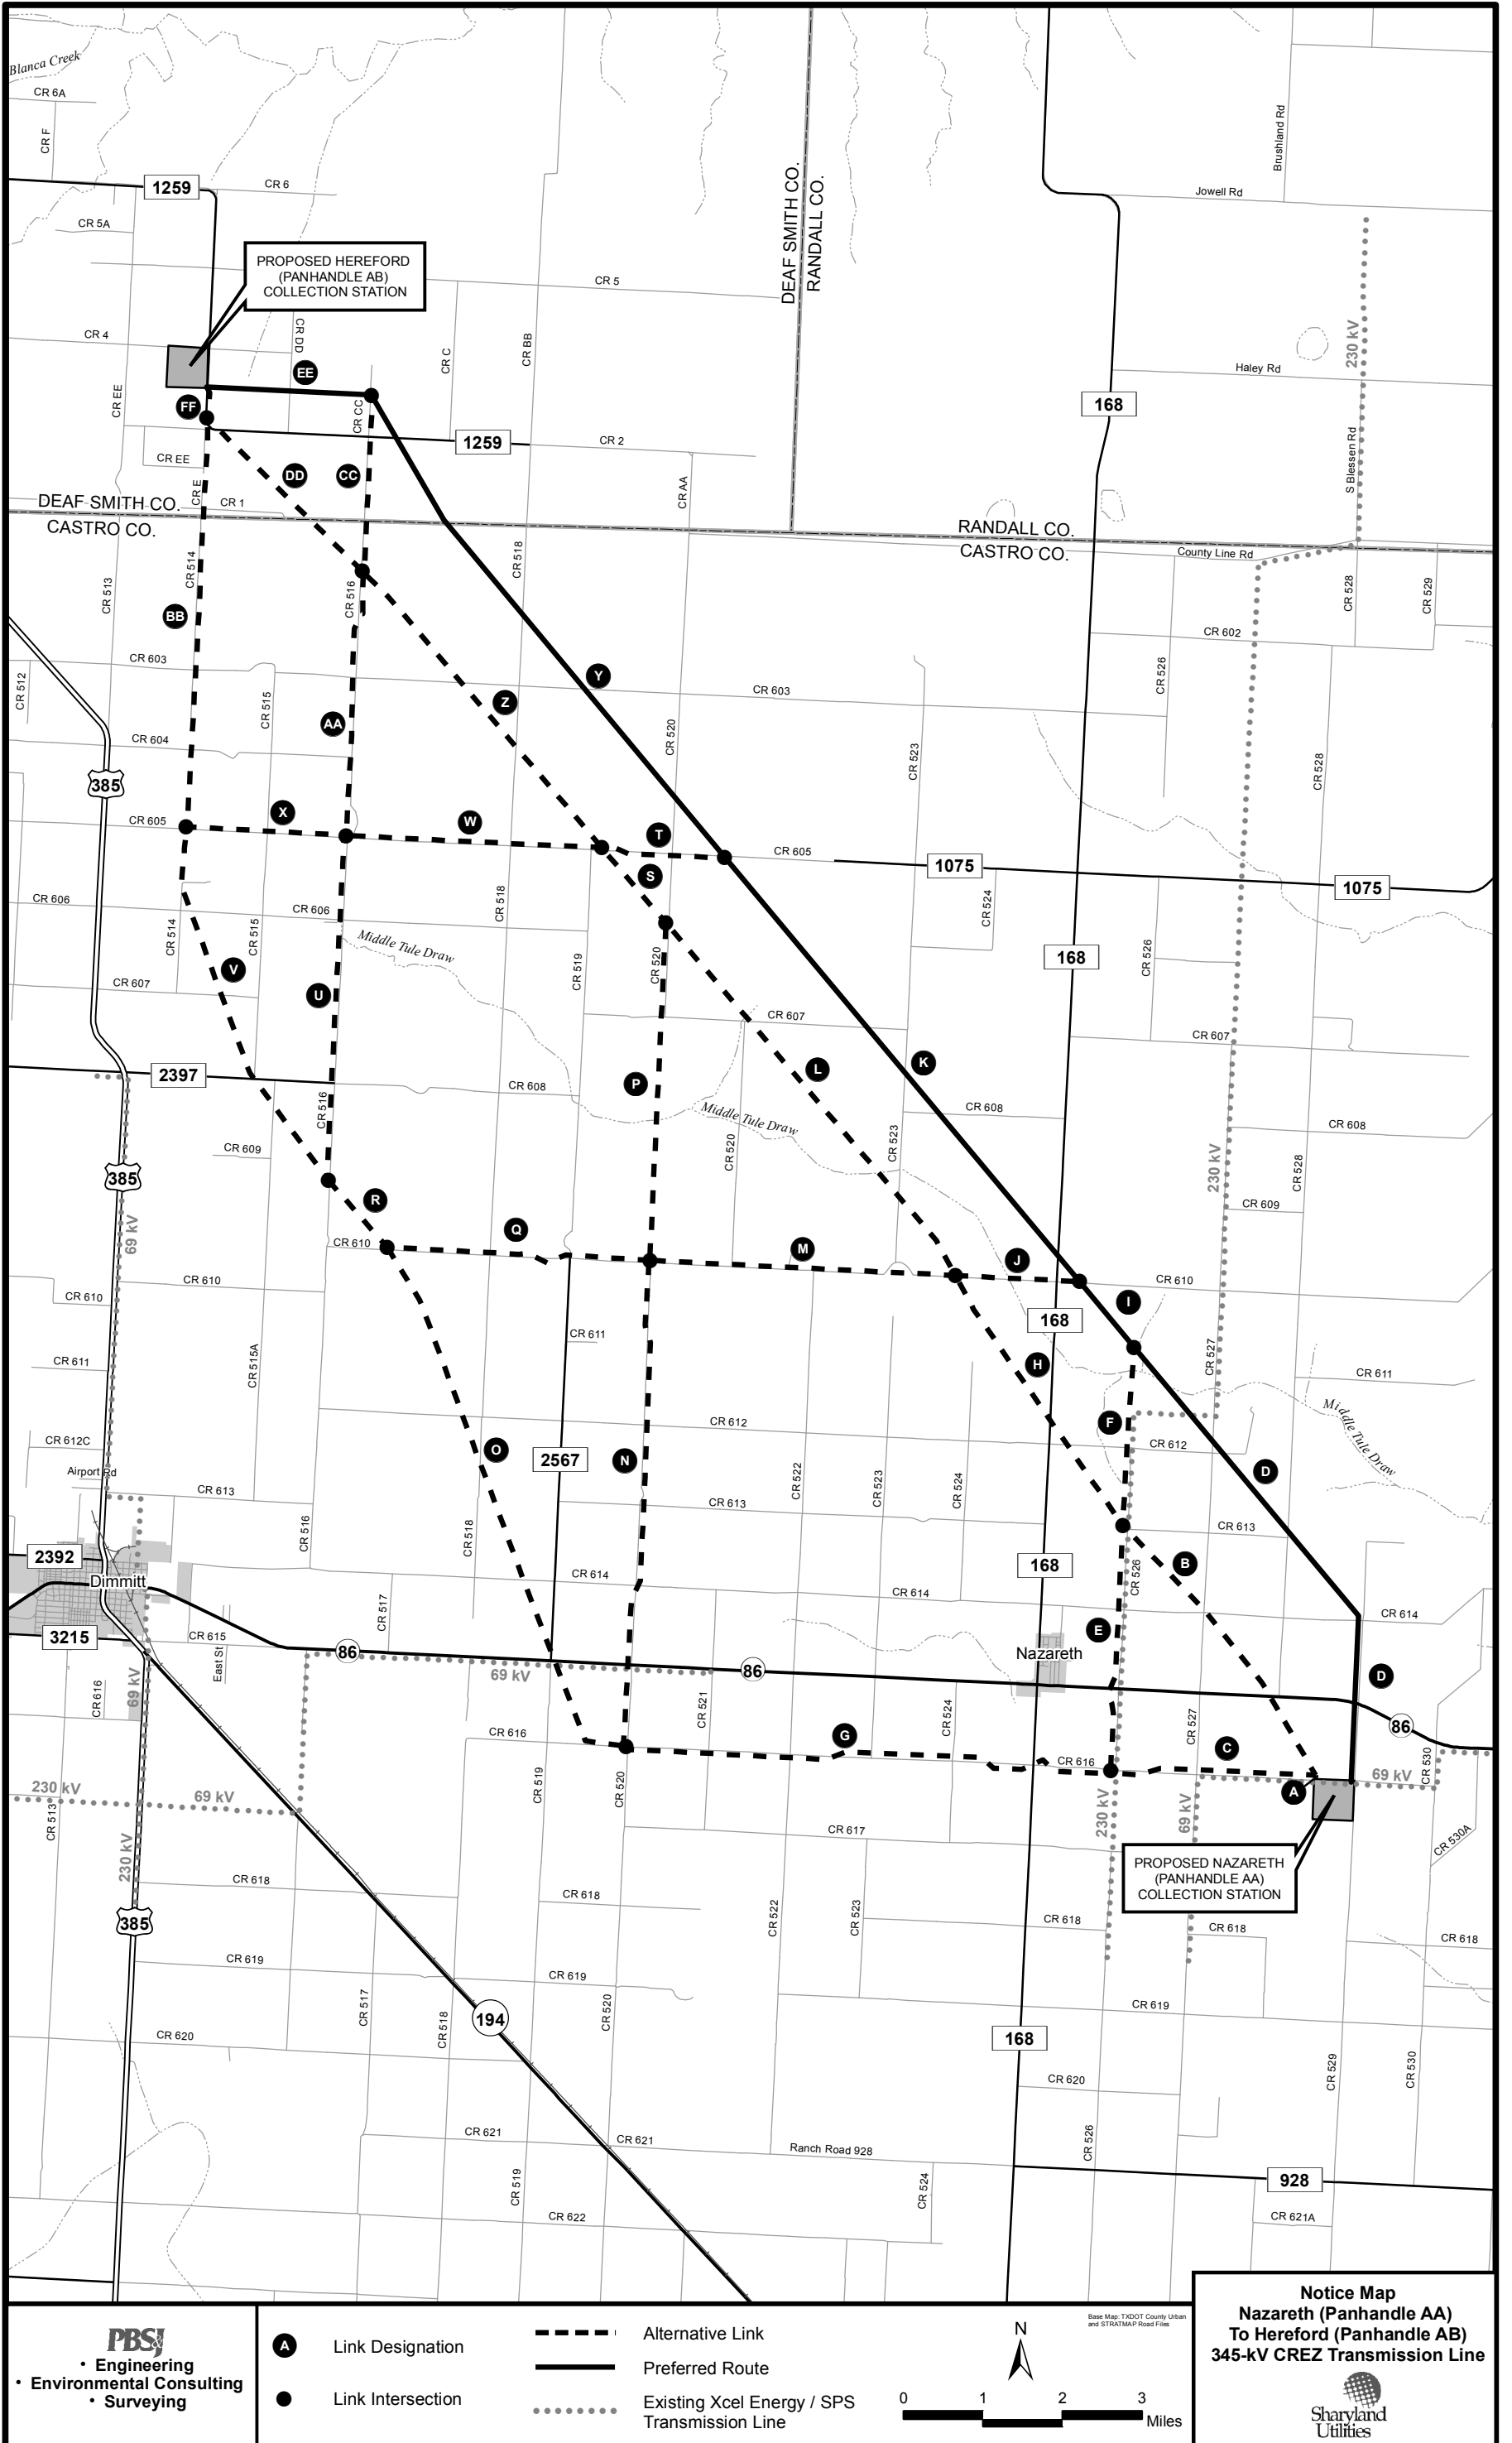 Blanca Creek
CR 6A
CR F
Brushland Rd
1259
CR 6
Jowell Rd
CR 5A
DEAF SMITH CO.
RANDALL CO.
PROPOSED HEREFORD
(PANHANDLE AB)
COLLECTION STATION
CR 5
CR 4
CR DD
CR C
CR BB
230 kV
Haley Rd
EE
CR EE
FF
CR CC
168
1259
CR 2
CR EE
DD
CC
CR E
CR AA
S Blessen Rd
CR 1
DEAF SMITH CO.
CASTRO CO.
RANDALL CO.
CASTRO CO.
County Line Rd
CR 514
CR 513
CR 516
CR 518
CR 528
CR 529
BB
CR 602
CR 603
CR 603
CR 512
CR 515
CR 526
Y
Z
AA
CR 604
CR 520
CR 523
CR 528
385
X
W
T
CR 605
CR 605
1075
1075
S
CR 606
CR 606
CR 518
CR 524
CR 514
CR 515
Middle Tule Draw
168
CR 526
CR 519
CR 520
V
U
CR 607
CR 607
CR 607
2397
K
L
P
CR 608
CR 608
CR 608
CR 516
Middle Tule Draw
CR 609
CR 520
CR 523
CR 528
230 kV
385
R
CR 609
69 kV
CR 610
Q
M
J
CR 610
CR 610
CR 610
I
168
CR 611
CR 611
CR 515A
H
CR 527
CR 611
Middle Tule Draw
CR 612
F
CR 612C
O
2567
N
CR 612
Airport Rd
D
CR 613
CR 522
CR 523
CR 524
CR 613
CR 516
CR 518
CR 613
2392
Dimmitt
168
B
CR 614
CR 614
CR 526
CR 517
CR 614
3215
CR 615
East St
86
E
Nazareth
69 kV
86
D
69 kV
CR 616
CR 521
CR 524
CR 527
86
CR 616
G
C
CR 616
CR 530
230 kV
69 kV
CR 519
CR 520
69 kV
A
CR 513
230 kV
CR 617
230 kV
69 kV
CR 530A
PROPOSED NAZARETH
(PANHANDLE AA)
COLLECTION STATION
CR 618
CR 618
CR 522
CR 523
CR 618
CR 618
CR 618
385
CR 619
CR 619
CR 517
CR 518
194
CR 520
CR 619
CR 620
168
CR 529
CR 530
CR 620
CR 621
CR 621
Ranch Road 928
CR 526
CR 519
CR 524
928
CR 622
CR 621A
PBSJ
• Engineering
• Environmental Consulting
• Surveying
A Link Designation
Link Intersection
Alternative Link
Preferred Route
Existing Xcel Energy / SPS
Transmission Line
N
0 1 2 3
Miles
Base Map: TXDOT County Urban
and STRATMAP Road Files
Notice Map
Nazareth (Panhandle AA)
To Hereford (Panhandle AB)
345-kV CREZ Transmission Line
Sharyland
Utilities